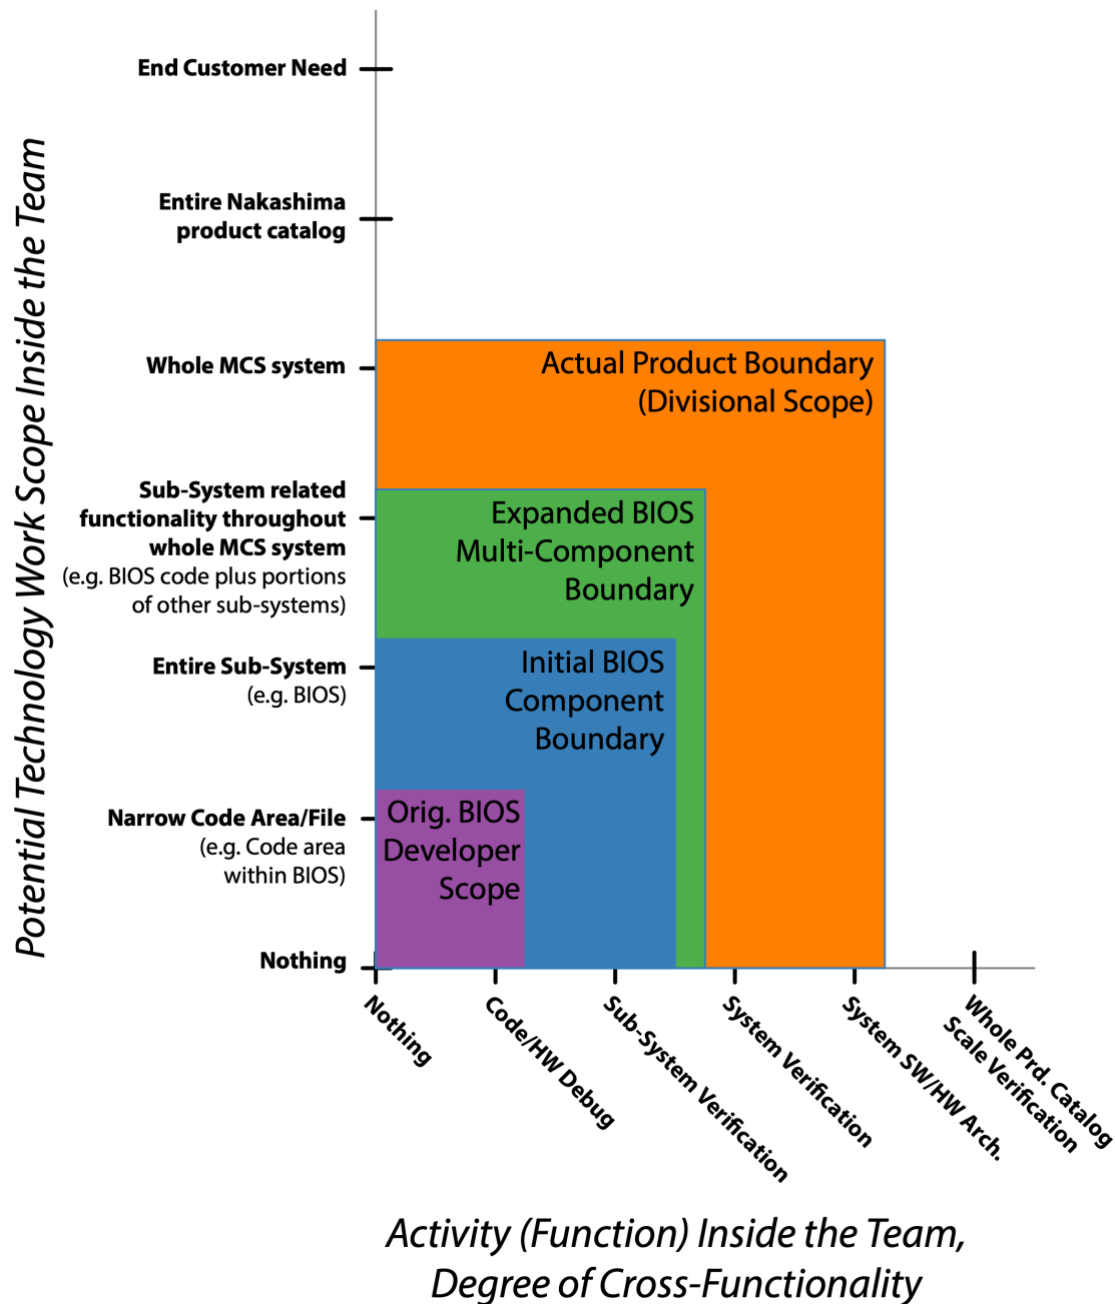 Potential Technology Work Scope Inside the Team
End Customer Need
Entire Nakashima
product catalog
Whole MCS system
Sub-System related
functionality throughout
whole MCS system
(e.g. BIOS code plus portions
of other sub-systems)
Entire Sub-System
(e.g. BIOS)
Narrow Code Area/File
(e.g. Code area
within BIOS)
Nothing
Actual Product Boundary
(Divisional Scope)
Expanded BIOS
Multi-Component
Boundary
Initial BIOS
Component
Boundary
Orig. BIOS
Developer
Scope
Nothing
Code/HW Debug
Sub-System Verification
System Verification
System SW/HW Arch.
Whole Prd. Catalog
Scale Verification
Activity (Function) Inside the Team,
Degree of Cross-Functionality